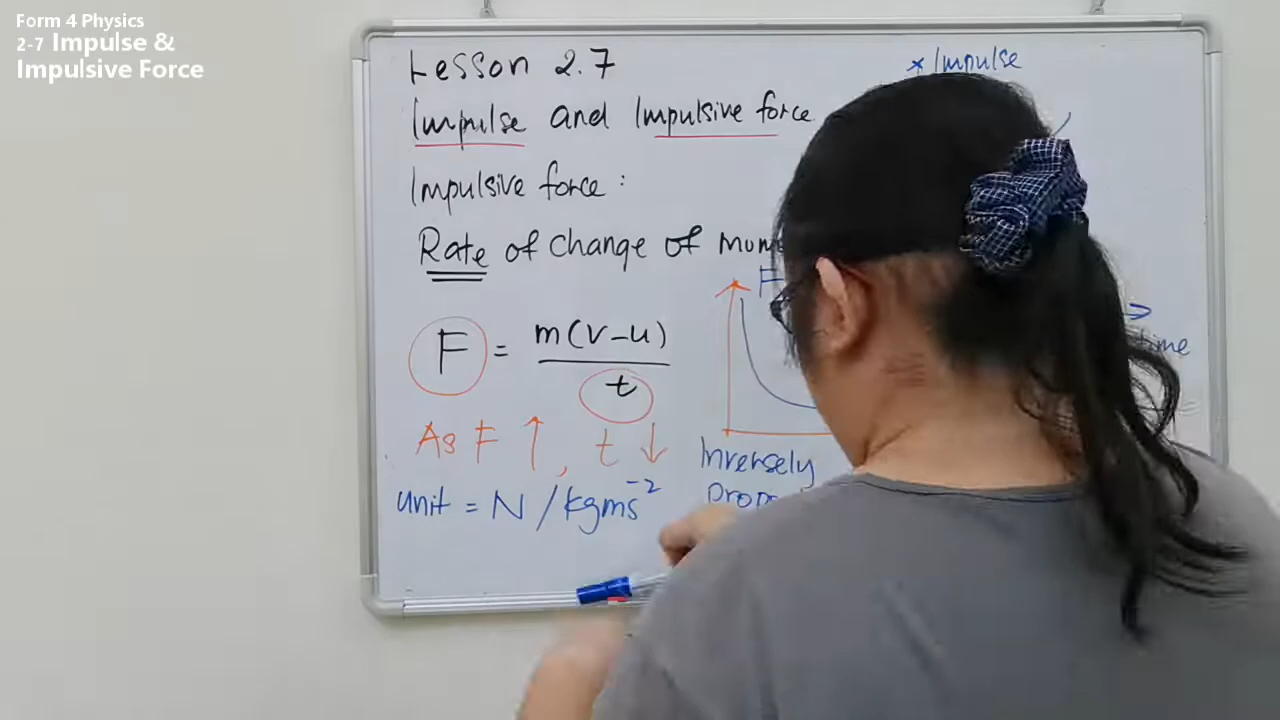 Form 4 Physics
2-7 Impulse &
Impulsive Force
Lesson 2.7
Impulse and Impulsive force
Impulsive force :
Rate of change of
F = m(v-u) / t
As F ↑, t ↓
unit = N / kgms⁻²
* Impulse
F
time
Inversely